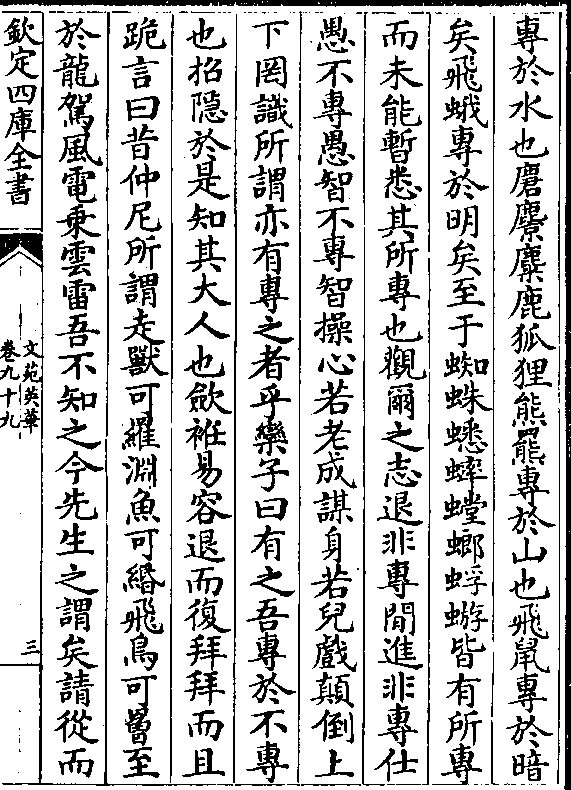 專於水也麏麖麋鹿狐狸熊羆專於山也飛鼠專於暗
矣飛蛾專於明矣至于蜘蛛蟋蟀螳螂蜉蝣皆有所專
而未能暫悉其所專也觀爾之志退非專閒進非專仕
愚不專愚智不專智操心若老成謀身若兒戲顛倒上
下罔識所謂亦有專之者乎欒子曰有之吾專於不專
也招隱於是知其大人也歛袵易容退而復拜拜而且
跪言曰昔仲尼所謂走獸可羅淵魚可緡飛鳥可蕢至
於龍駕風電乗雲雷吾不知之今先生之謂矣請從而
欽定四庫全書
文苑英華
卷九十九
三